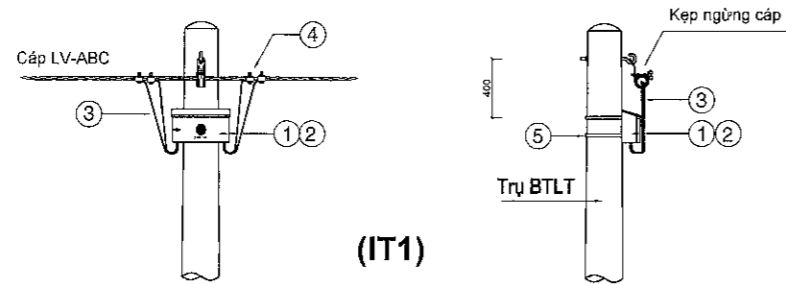 Cáp LV-ABC
④
③
① ②
Kẹp ngừng cáp
400
③
⑤
① ②
Trụ BTLT
(IT1)